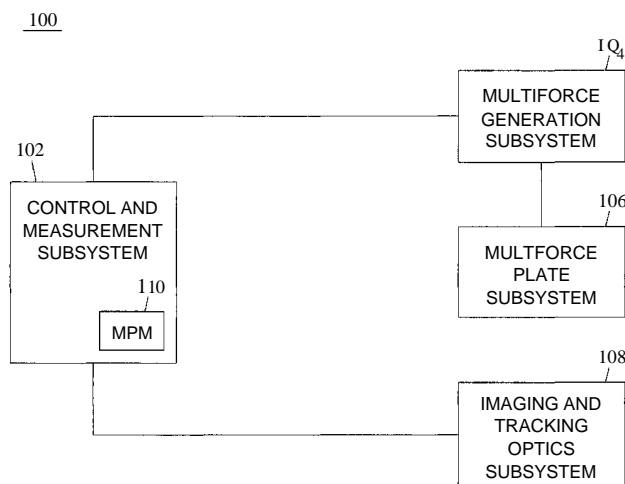 100
IQ4
MULTIFORCE
GENERATION
SUBSYSTEM
102
CONTROL AND
MEASUREMENT
SUBSYSTEM
110
MPM
106
MULTFORCE
PLATE
SUBSYSTEM
108
IMAGING AND
TRACKING
OPTICS
SUBSYSTEM